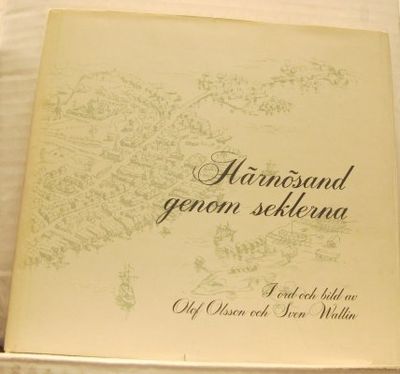 Härnösand
genom seklerna
I ord och bild av
Olof Olsson och Sven Wallin